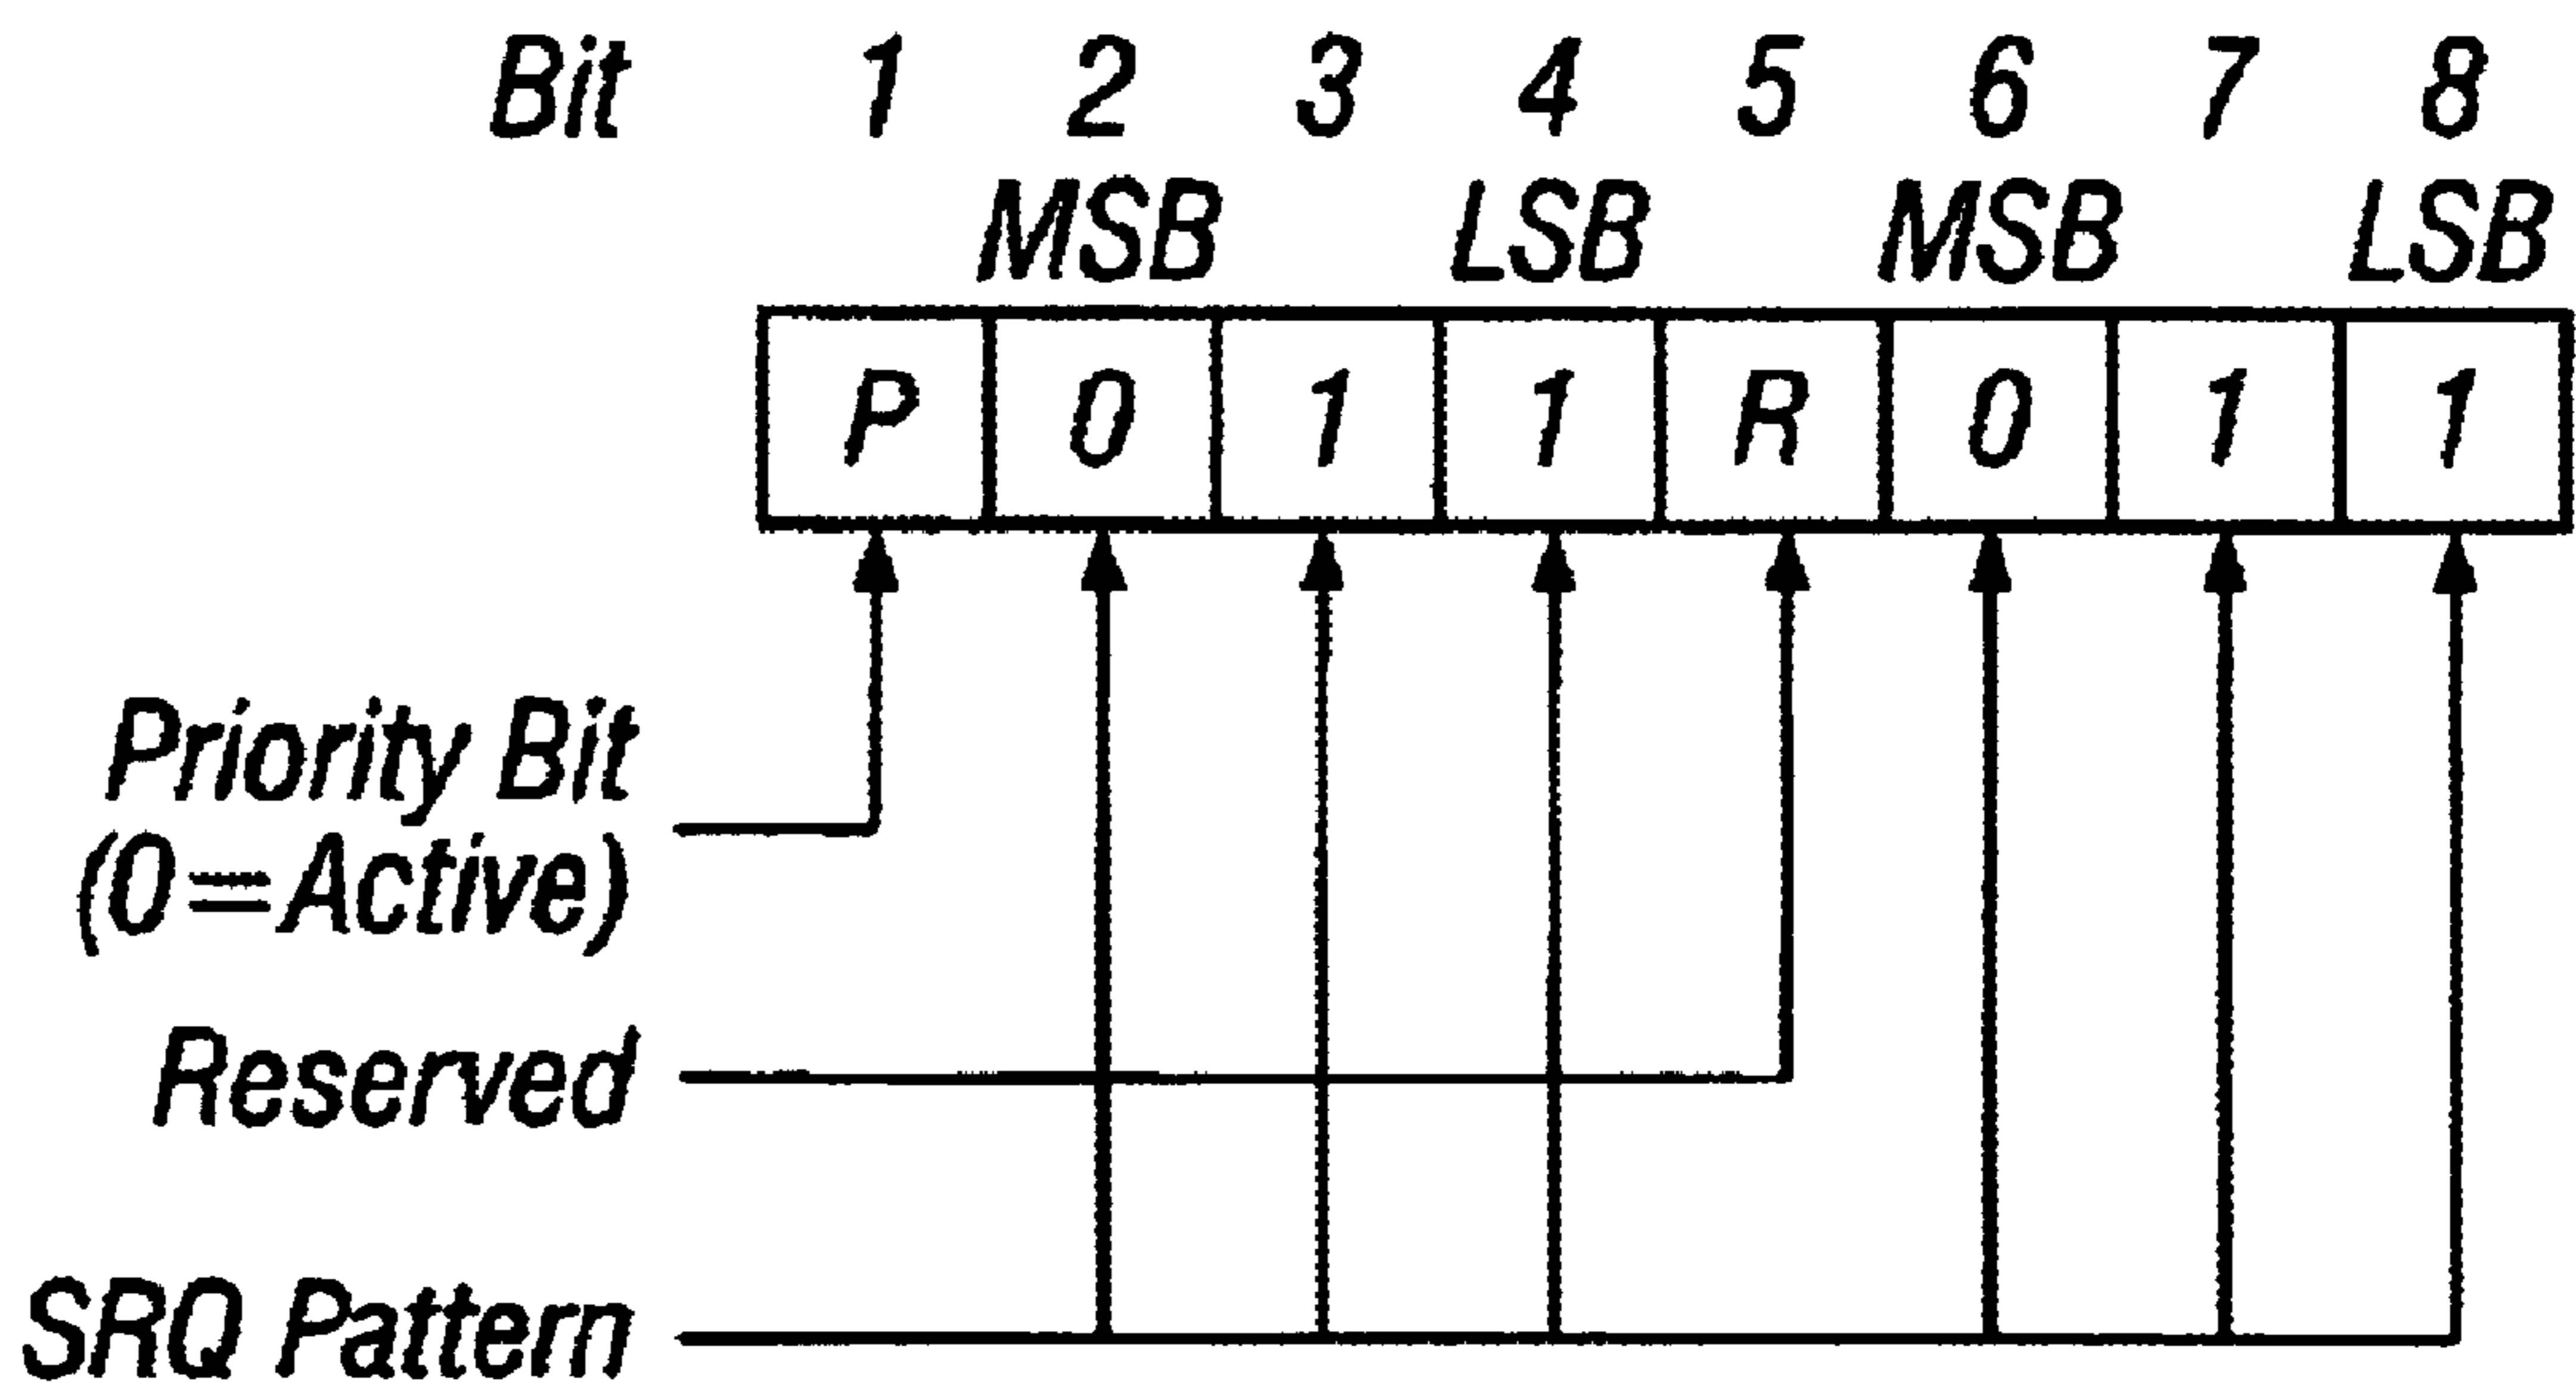 Bit 1 2 3 4 5 6 7 8
MSB LSB MSB LSB
P 0 1 1 R 0 1 1
Priority Bit
(0=Active)
Reserved
SRQ Pattern